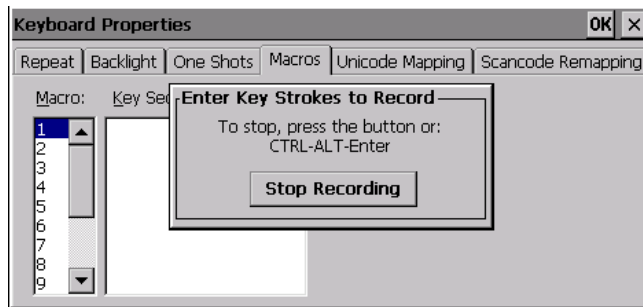 Keyboard Properties OK ×
Repeat Backlight One Shots Macros Unicode Mapping Scancode Remapping
Macro: Key Sec
Enter Key Strokes to Record
To stop, press the button or:
CTRL-ALT-Enter
Stop Recording
1
2
3
4
5
6
7
8
9